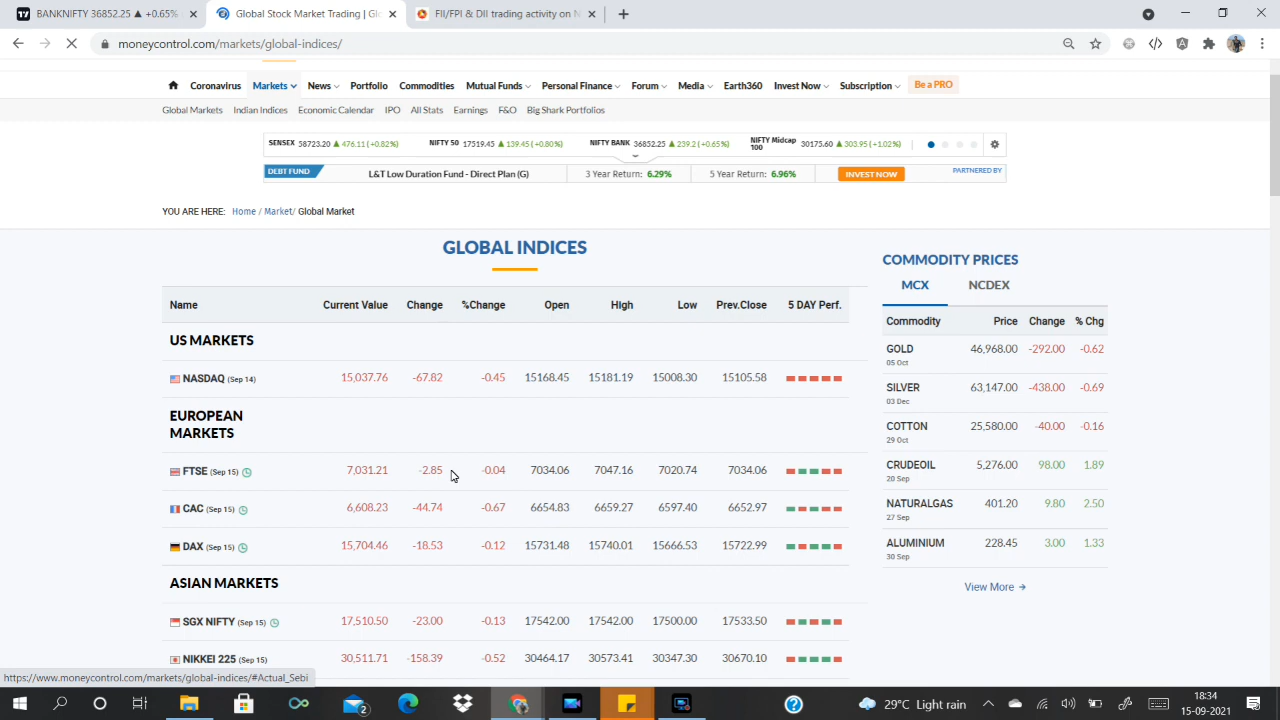 BANKNIFTY 36852.25 ▲ +0.65%
Global Stock Market Trading | Gl
FII/FPI & DII trading activity on N
moneycontrol.com/markets/global-indices/
Coronavirus Markets News Portfolio Commodities Mutual Funds Personal Finance Forum Media Earth360 Invest Now Subscription Be a PRO
Global Markets Indian Indices Economic Calendar IPO All Stats Earnings F&O Big Shark Portfolios
SENSEX 58723.20 ▲ 476.11 (+0.82%) NIFTY 50 17519.45 ▲ 139.45 (+0.80%) NIFTY BANK 36852.25 ▲ 239.2 (+0.65%) NIFTY Midcap 100 30175.60 ▲ 303.95 (+1.02%)
DEBT FUND L&T Low Duration Fund - Direct Plan (G) 3 Year Return: 6.29% 5 Year Return: 6.96% INVEST NOW PARTNERED BY
YOU ARE HERE: Home / Market/ Global Market
GLOBAL INDICES
Name Current Value Change %Change Open High Low Prev.Close 5 DAY Perf.
US MARKETS
NASDAQ (Sep 14) 15,037.76 -67.82 -0.45 15168.45 15181.19 15008.30 15105.58
EUROPEAN
MARKETS
FTSE (Sep 15) 7,031.21 -2.85 -0.04 7034.06 7047.16 7020.74 7034.06
CAC (Sep 15) 6,608.23 -44.74 -0.67 6654.83 6659.27 6597.40 6652.97
DAX (Sep 15) 15,704.46 -18.53 -0.12 15731.48 15740.01 15666.53 15722.99
ASIAN MARKETS
SGX NIFTY (Sep 15) 17,510.50 -23.00 -0.13 17542.00 17542.00 17500.00 17533.50
NIKKEI 225 (Sep 15) 30,511.71 -158.39 -0.52 30464.17 30573.41 30347.30 30670.10
COMMODITY PRICES
MCX NCDEX
Commodity Price Change % Chg
GOLD 46,968.00 -292.00 -0.62
05 Oct
SILVER 63,147.00 -438.00 -0.69
03 Dec
COTTON 25,580.00 -40.00 -0.16
29 Oct
CRUDEOIL 5,276.00 98.00 1.89
20 Sep
NATURALGAS 401.20 9.80 2.50
27 Sep
ALUMINIUM 228.45 3.00 1.33
30 Sep
View More
https://www.moneycontrol.com/markets/global-indices/#Actual_Sebi
2
29°C Light rain
18:34
15-09-2021